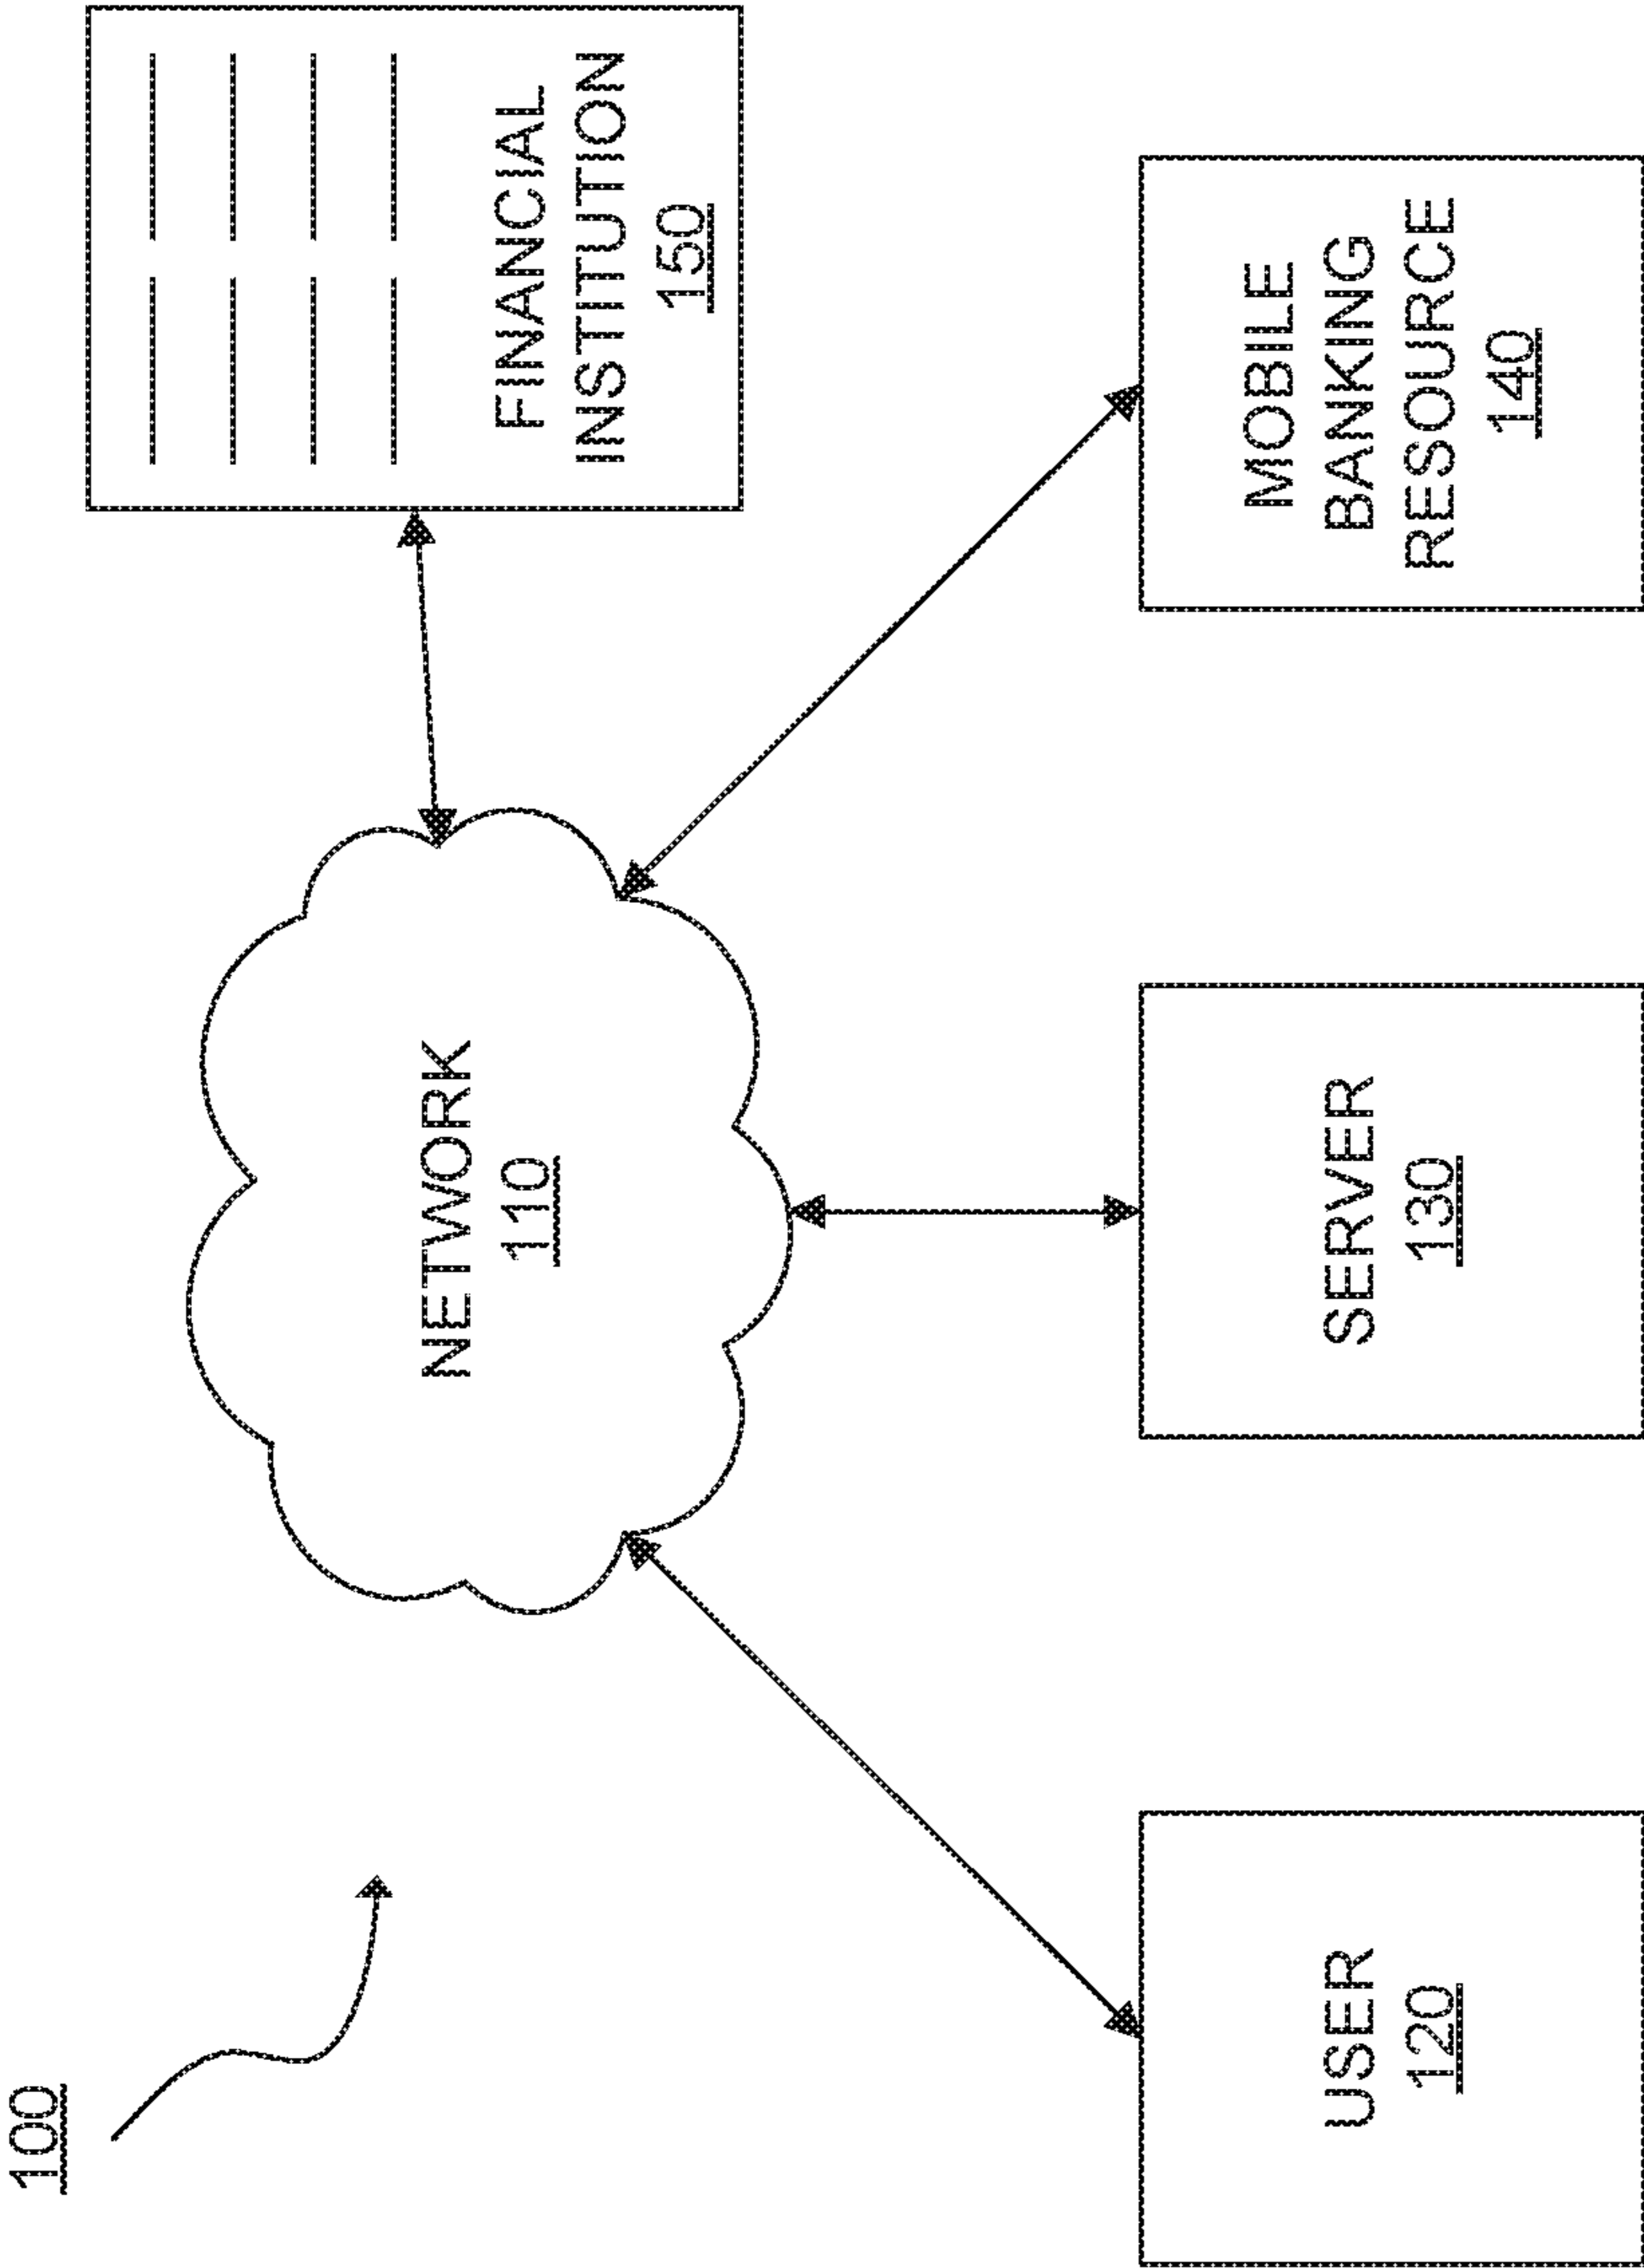 100
NETWORK
110
FINANCIAL
INSTITUTION
150
USER
120
SERVER
130
MOBILE
BANKING
RESOURCE
140